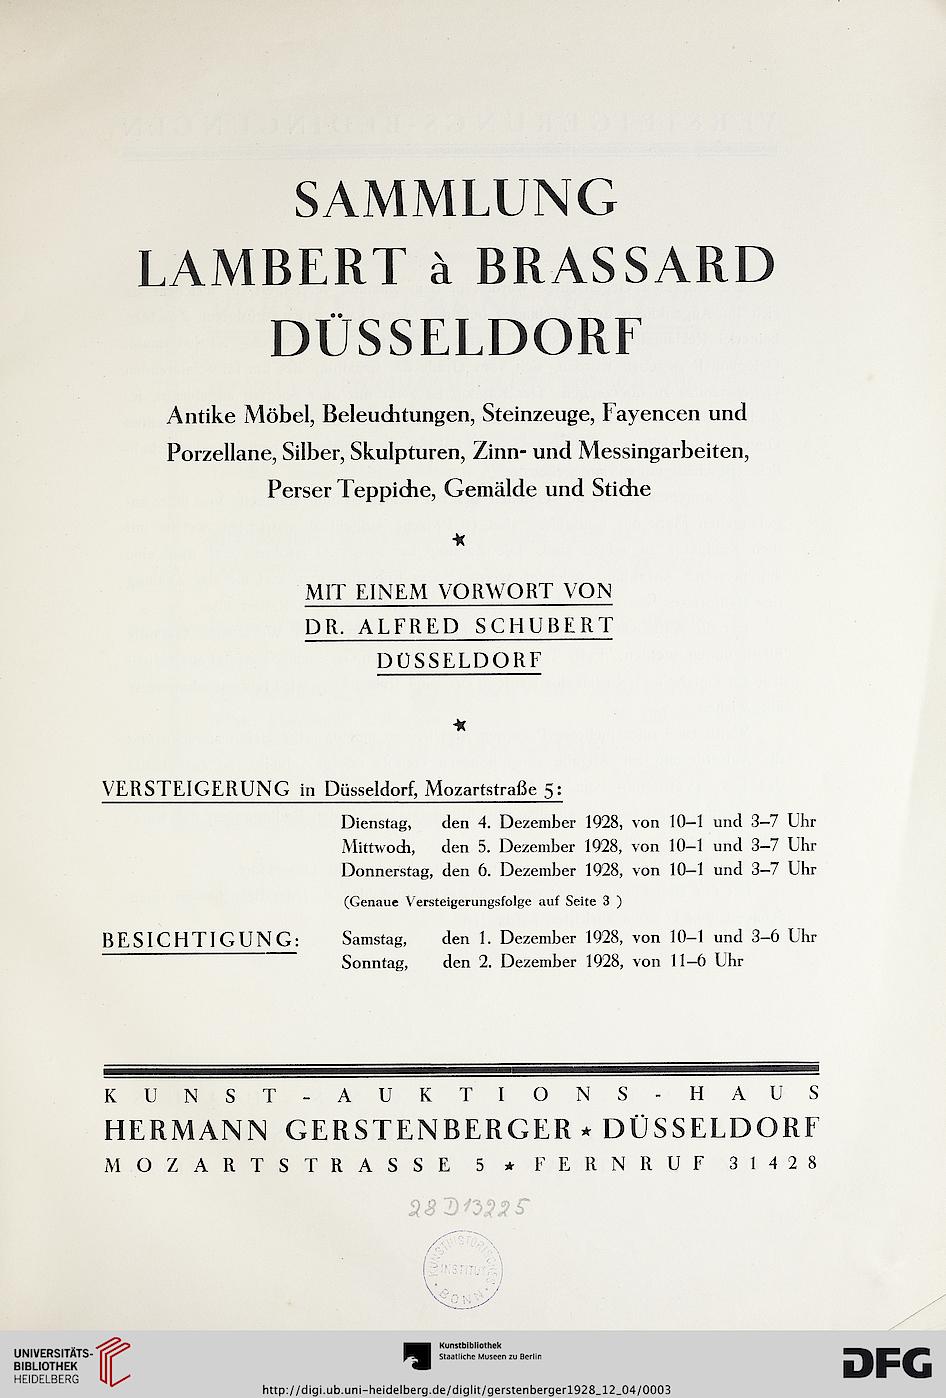 SAMMLUNG
LAMBERT à BRASSARD
DÜSSELDORF
Antike Möbel, Beleuchtungen, Steinzeuge, Fayencen und
Porzellane, Silber, Skulpturen, Zinn- und Messingarbeiten,
Perser Teppiche, Gemälde und Stiche
★
MIT EINEM VORWORT VON
DR. ALFRED SCHUBERT
DÜSSELDORF
★
VERSTEIGERUNG in Düsseldorf, Mozartstraße 5:
Dienstag, den 4. Dezember 1928, von 10–1 und 3–7 Uhr
Mittwoch, den 5. Dezember 1928, von 10–1 und 3–7 Uhr
Donnerstag, den 6. Dezember 1928, von 10–1 und 3–7 Uhr
(Genaue Versteigerungsfolge auf Seite 3 )
BESICHTIGUNG: Samstag, den 1. Dezember 1928, von 10–1 und 3–6 Uhr
Sonntag, den 2. Dezember 1928, von 11–6 Uhr
KUNST-AUKTIONS-HAUS
HERMANN GERSTENBERGER ★ DÜSSELDORF
MOZARTSTRASSE 5 ★ FERNRUF 31428
28 D 13225
KUNSTHISTORISCHES
INSTITUT
BONN
UNIVERSITÄTS-
BIBLIOTHEK
HEIDELBERG
Kunstbibliothek
Staatliche Museen zu Berlin
DFG
http://digi.ub.uni-heidelberg.de/diglit/gerstenberger1928_12_04/0003